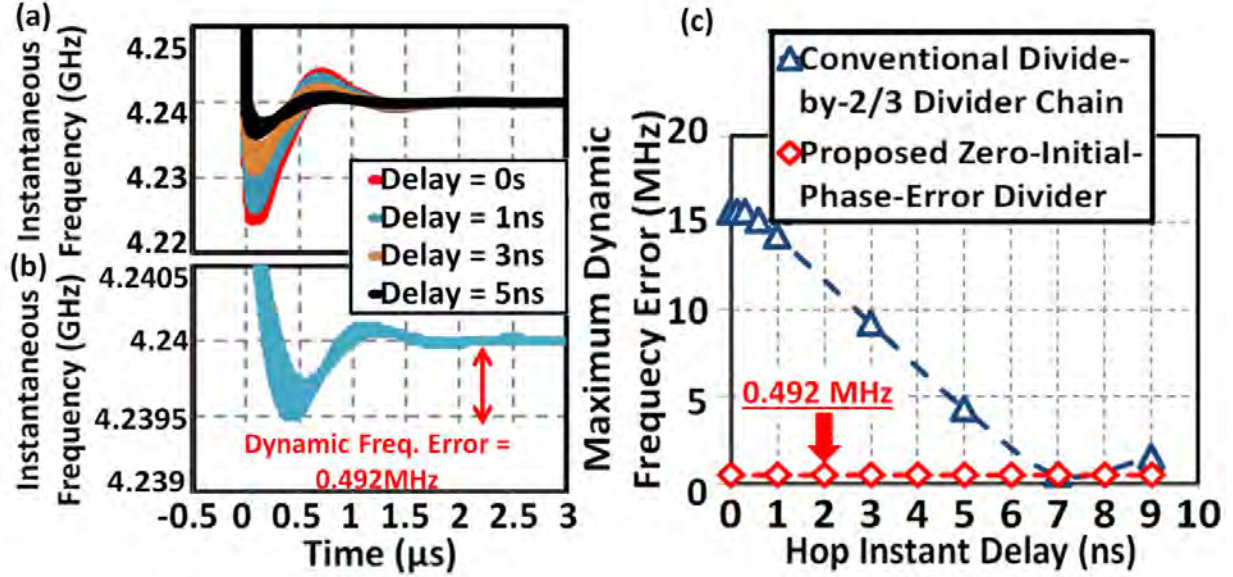 (a)
Instantaneous
Frequency (GHz)
4.25
4.24
4.23
4.22
Delay = 0s
Delay = 1ns
Delay = 3ns
Delay = 5ns
(b)
Instantaneous
Frequency (GHz)
4.2405
4.24
4.2395
4.239
Dynamic Freq. Error =
0.492MHz
-0.5 0 0.5 1 1.5 2 2.5 3
Time (μs)
(c)
Conventional Divide-
by-2/3 Divider Chain
Proposed Zero-Initial-
Phase-Error Divider
Maximum Dynamic
Frequecy Error (MHz)
20
15
10
5
0
0.492 MHz
0 1 2 3 4 5 6 7 8 9 10
Hop Instant Delay (ns)